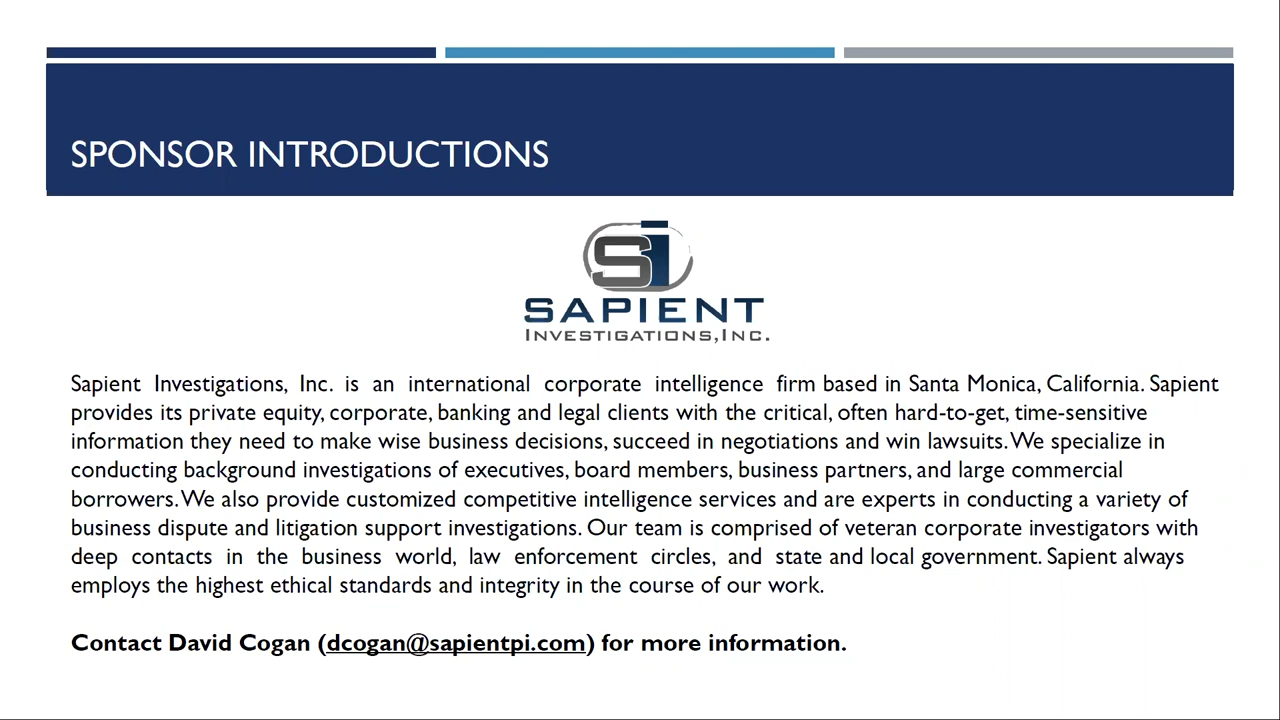 SPONSOR INTRODUCTIONS
Si
SAPIENT
INVESTIGATIONS, INC.
Sapient Investigations, Inc. is an international corporate intelligence firm based in Santa Monica, California. Sapient
provides its private equity, corporate, banking and legal clients with the critical, often hard-to-get, time-sensitive
information they need to make wise business decisions, succeed in negotiations and win lawsuits. We specialize in
conducting background investigations of executives, board members, business partners, and large commercial
borrowers. We also provide customized competitive intelligence services and are experts in conducting a variety of
business dispute and litigation support investigations. Our team is comprised of veteran corporate investigators with
deep contacts in the business world, law enforcement circles, and state and local government. Sapient always
employs the highest ethical standards and integrity in the course of our work.
Contact David Cogan (dcogan@sapientpi.com) for more information.